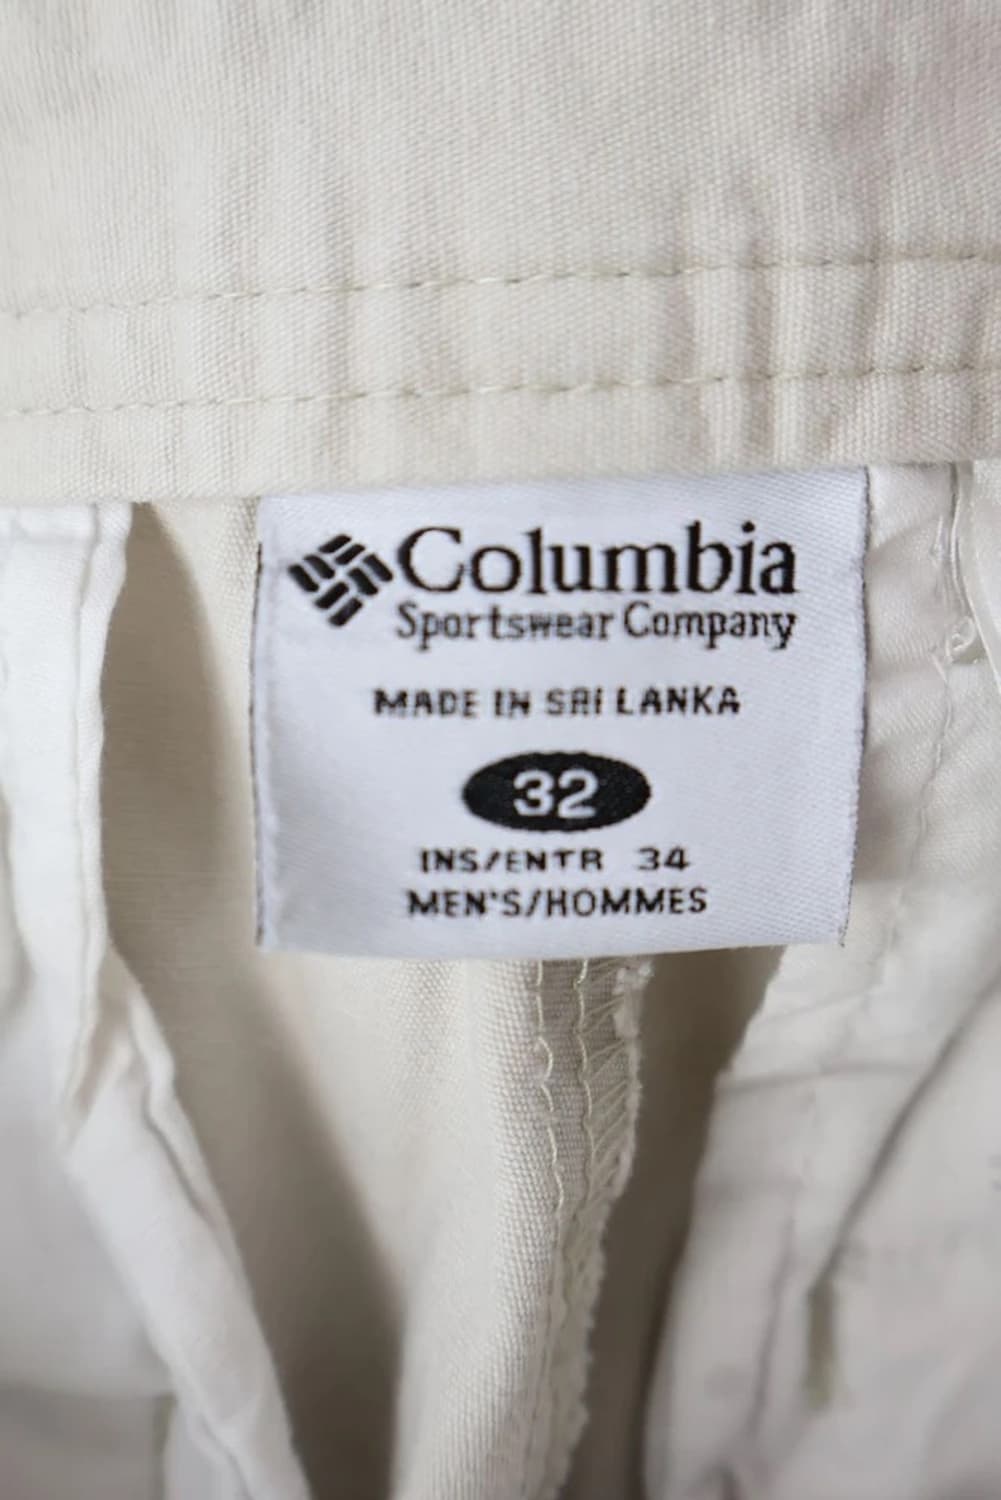 Columbia
Sportswear Company
MADE IN SRI LANKA
32
INS/ENTR 34
MEN'S/HOMMES